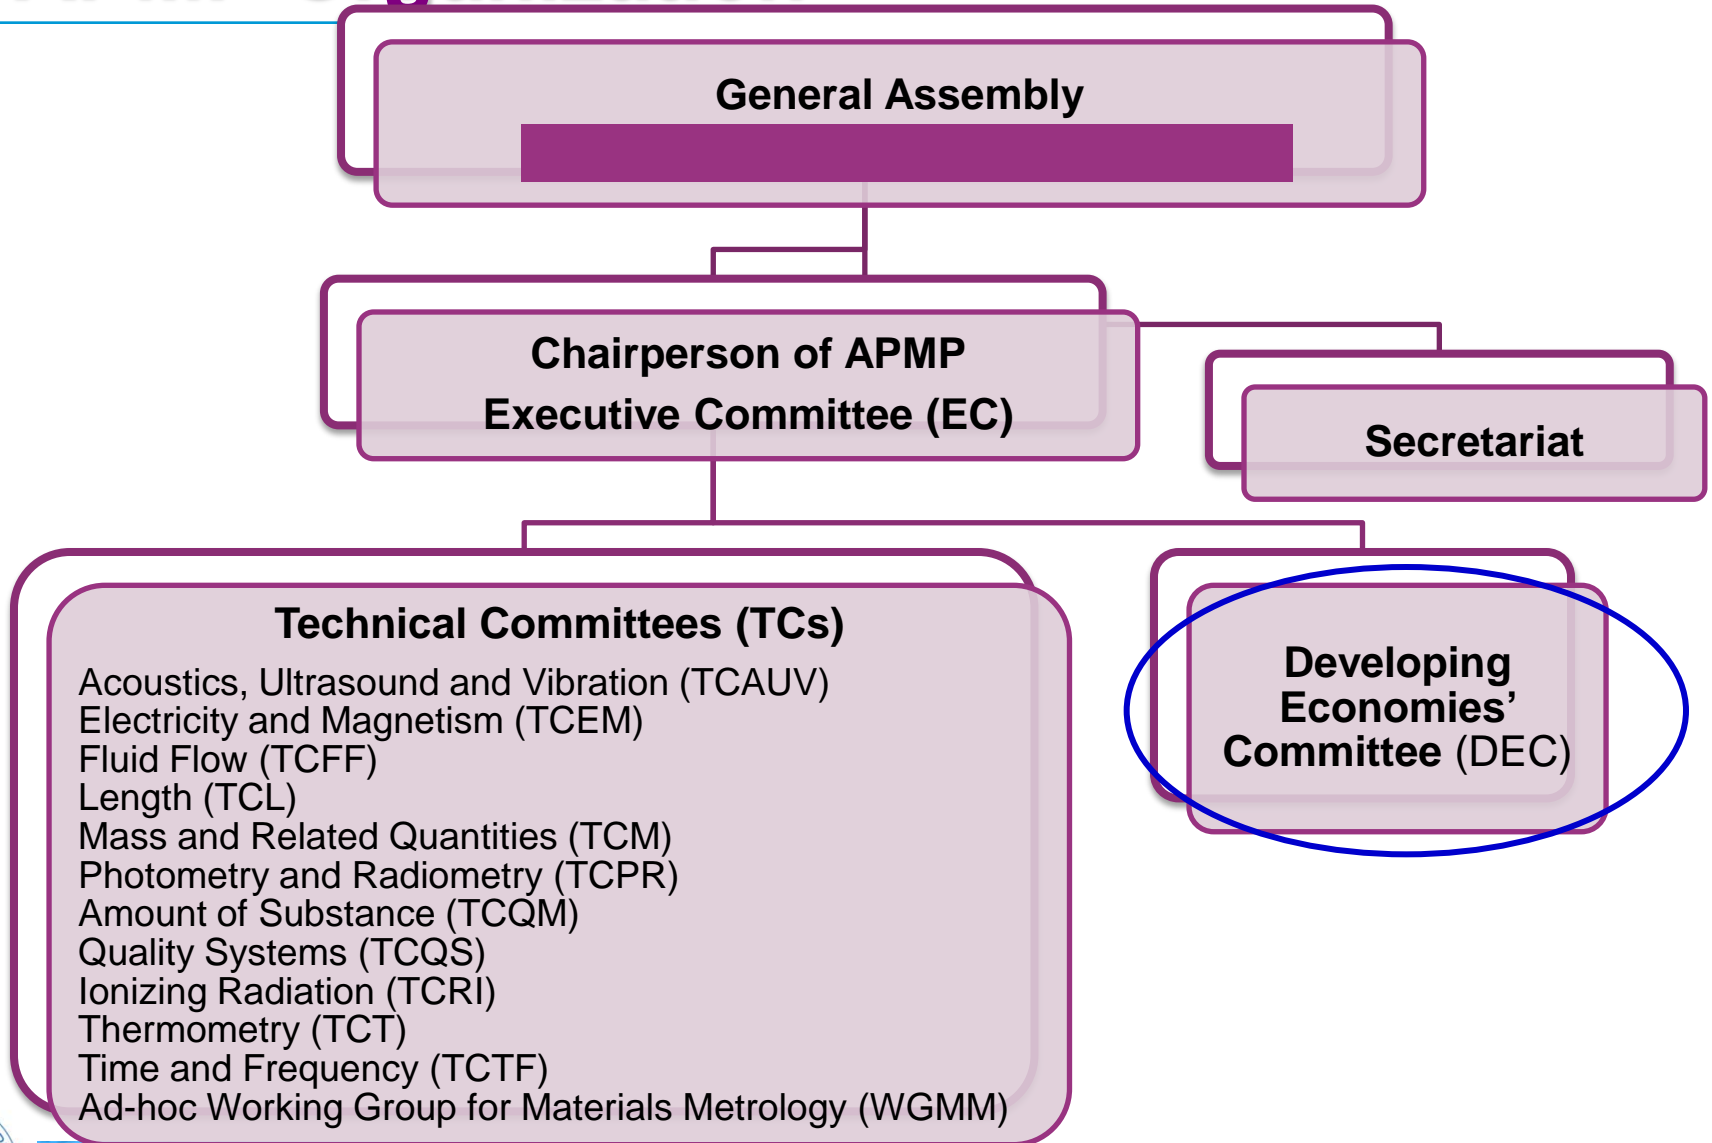 General Assembly
Chairperson of APMP
Executive Committee (EC)
Secretariat
Technical Committees (TCs)
Acoustics, Ultrasound and Vibration (TCAUV)
Electricity and Magnetism (TCEM)
Fluid Flow (TCFF)
Length (TCL)
Mass and Related Quantities (TCM)
Photometry and Radiometry (TCPR)
Amount of Substance (TCQM)
Quality Systems (TCQS)
Ionizing Radiation (TCRI)
Thermometry (TCT)
Time and Frequency (TCTF)
Ad-hoc Working Group for Materials Metrology (WGMM)
Developing
Economies’
Committee (DEC)